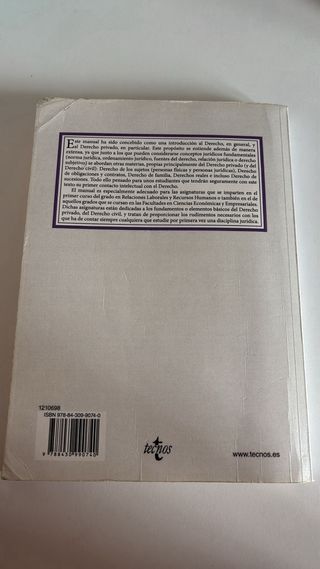 Este manual ha sido concebido como una introducción al Derecho, en general, y
al Derecho privado, en particular. Este propósito se extiende además de manera
extensa, ya que junto a los que pueden considerarse conceptos jurídicos fundamentales
(norma jurídica, ordenamiento jurídico, fuentes del derecho, relación jurídica o derecho
subjetivo) se abordan otras materias, propias principalmente del Derecho privado (y del
Derecho civil): Derecho de los sujetos (personas físicas y personas jurídicas), Derecho
de obligaciones y contratos, Derecho de familia, Derechos reales e incluso Derecho de
sucesiones. Todo ello pensado para unos estudiantes que tendrán seguramente con este
texto su primer contacto intelectual con el Derecho.
El manual es adecuado especialmente para las asignaturas que se imparten en el
primer curso del grado en Relaciones Laborales y Recursos Humanos o también en el de
aquellos grados que se cursan en las Facultades en Ciencias Económicas y Empresariales.
Dichas asignaturas están dedicadas a los fundamentos o elementos básicos del Derecho
privado, del Derecho civil, y tratas de proporcionar los rudimentos necesarios con los
que ha de contar siempre cualquiera que estudie por primera vez una disciplina jurídica.
1210698
ISBN 978-84-309-9074-0
9 788430 990740
tecnos
www.tecnos.es